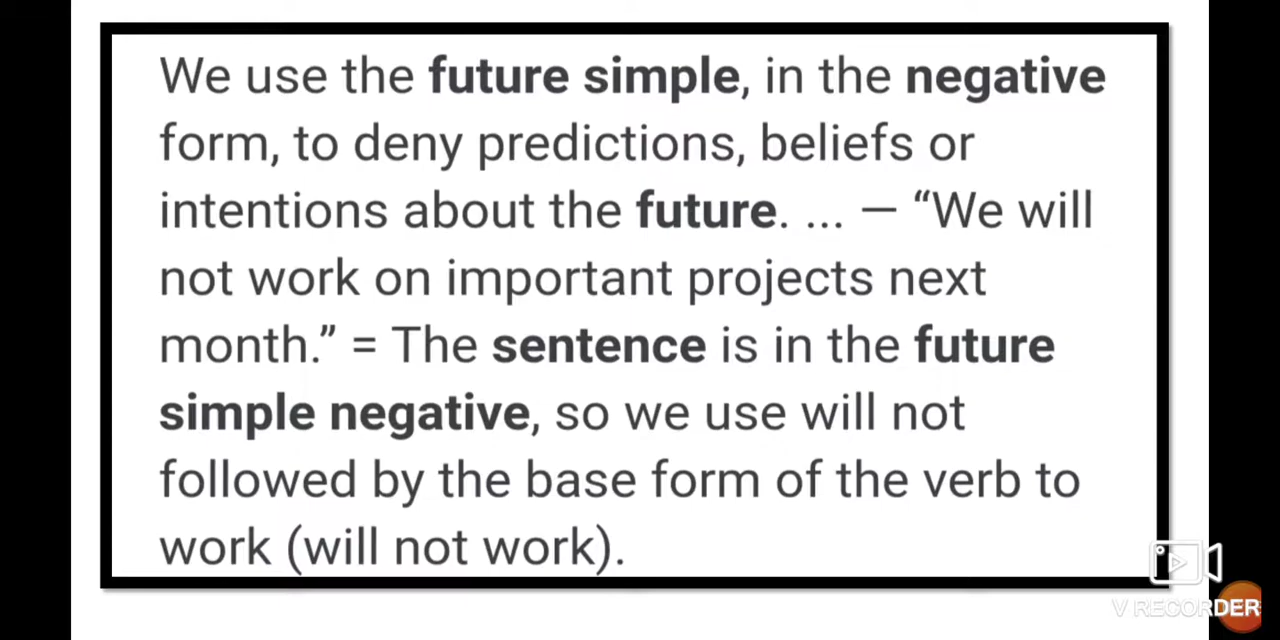 We use the future simple, in the negative
form, to deny predictions, beliefs or
intentions about the future. ... — “We will
not work on important projects next
month.” = The sentence is in the future
simple negative, so we use will not
followed by the base form of the verb to
work (will not work).
V RECORDER